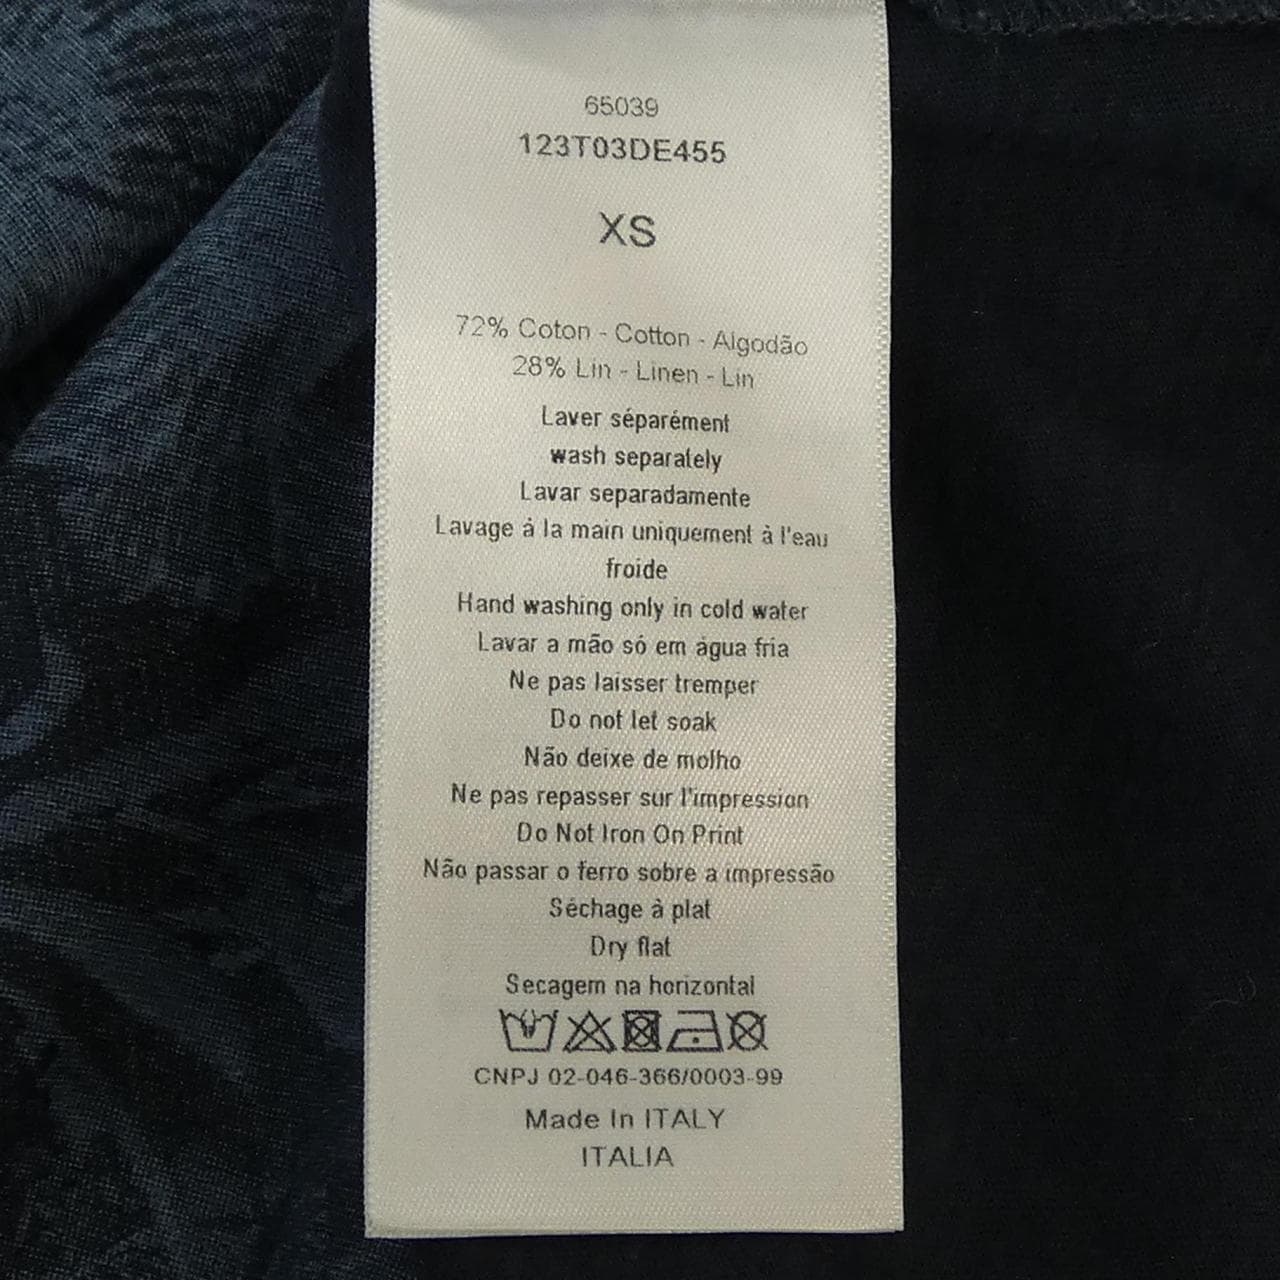 65039
123T03DE455
XS
72% Coton - Cotton - Algodão
28% Lin - Linen - Lin
Laver séparément
wash separately
Lavar separadamente
Lavage à la main uniquement à l'eau
froide
Hand washing only in cold water
Lavar a mão só em água fria
Ne pas laisser tremper
Do not let soak
Não deixe de molho
Ne pas repasser sur l'impression
Do Not Iron On Print
Não passar o ferro sobre a impressão
Séchage à plat
Dry flat
Secagem na horizontal
CNPJ 02-046-366/0003-99
Made In ITALY
ITALIA